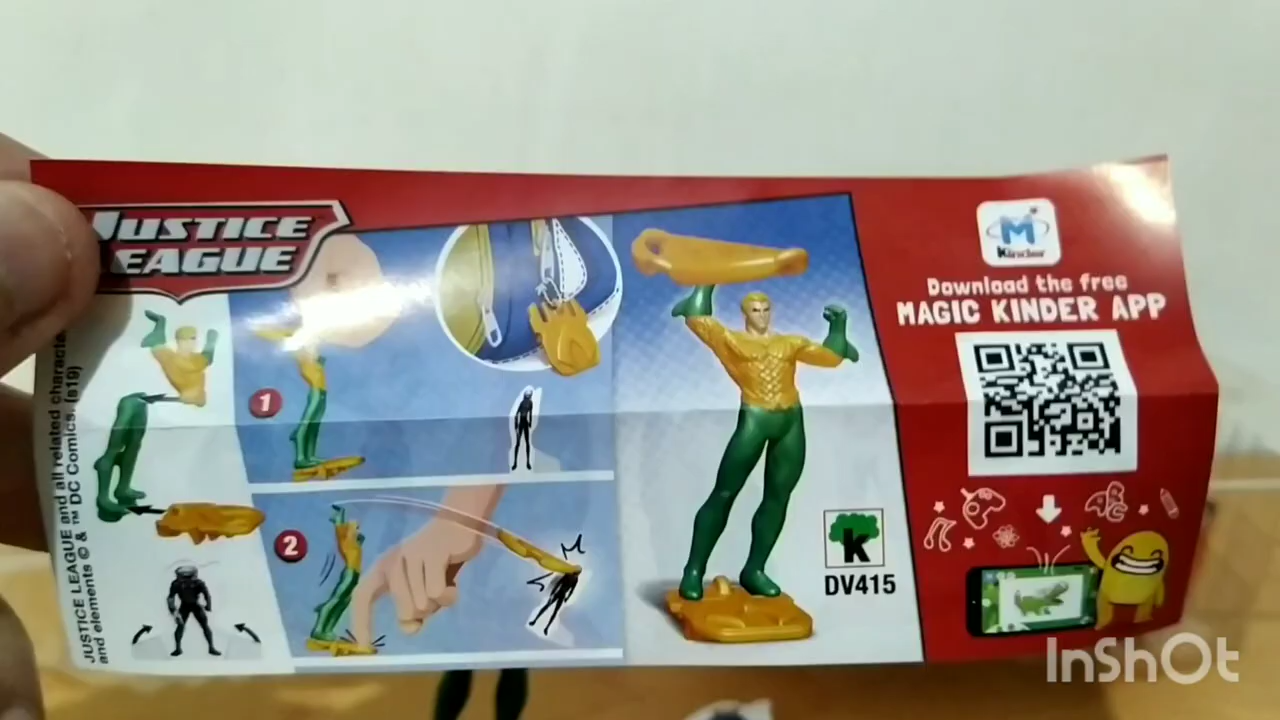 JUSTICE
LEAGUE
JUSTICE LEAGUE and all related characte
and elements © & ™ DC Comics. (s19)
1
2
k
DV415
M
Kinder
Download the free
MAGIC KINDER APP
InShOt